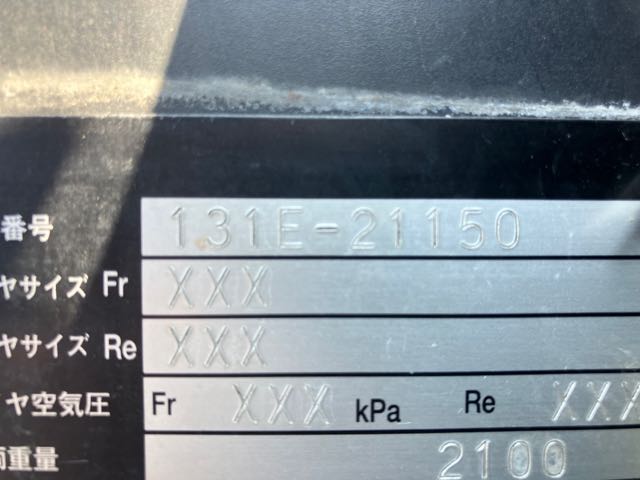 番号 131E-21150
ヤサイズ Fr XXX
ヤサイズ Re XXX
ヤ空気圧 Fr XXX kPa Re XXX
重量 2100